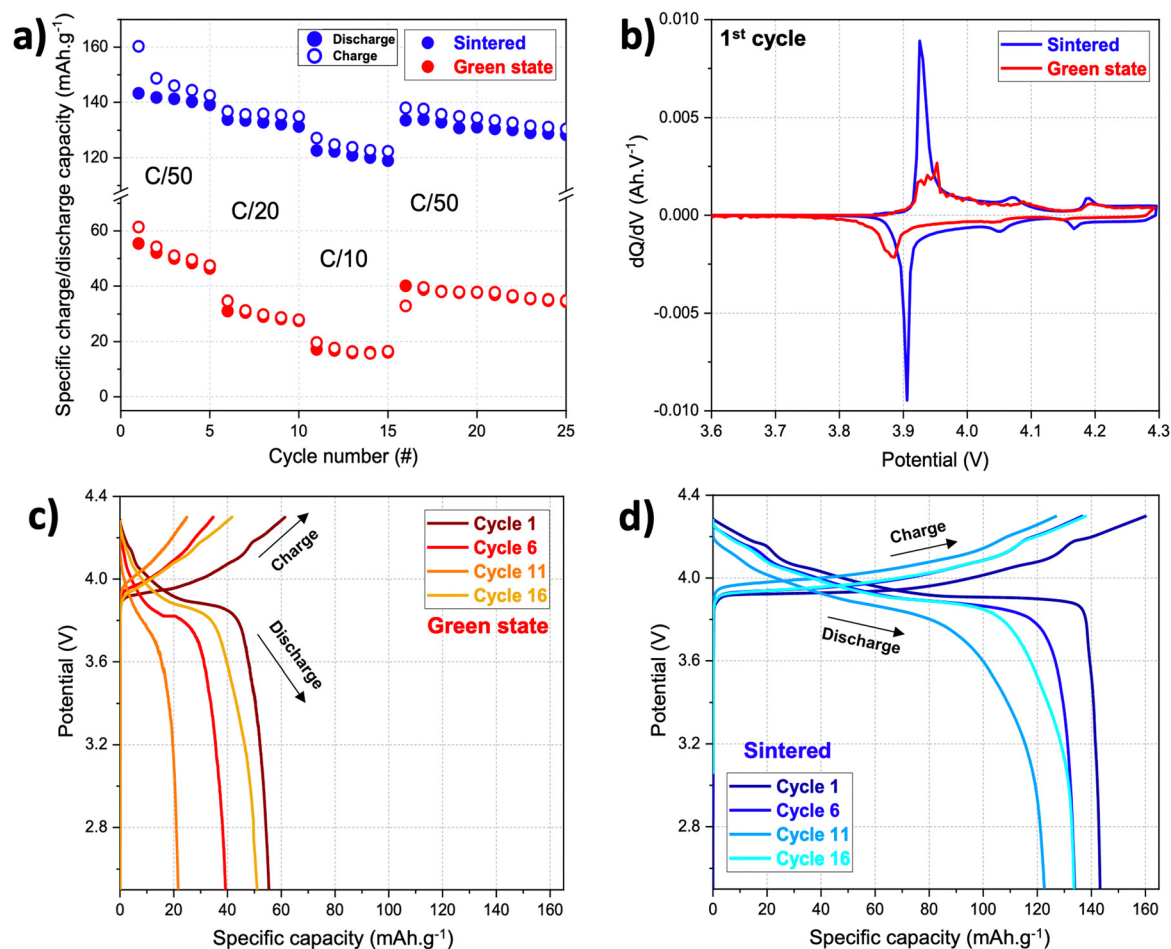 a)
Specific charge/discharge capacity (mAh.g⁻¹)
160
140
120
60
40
20
0
Discharge
Charge
Sintered
Green state
C/50
C/20
C/10
C/50
0
5
10
15
20
25
Cycle number (#)
b)
1st cycle
Sintered
Green state
dQ/dV (Ah.V⁻¹)
0.010
0.005
0.000
-0.005
-0.010
3.6
3.7
3.8
3.9
4.0
4.1
4.2
4.3
Potential (V)
c)
Potential (V)
4.4
4.0
3.6
3.2
2.8
Charge
Discharge
Cycle 1
Cycle 6
Cycle 11
Cycle 16
Green state
0
20
40
60
80
100
120
140
160
Specific capacity (mAh.g⁻¹)
d)
Potential (V)
4.4
4.0
3.6
3.2
2.8
Charge
Discharge
Sintered
Cycle 1
Cycle 6
Cycle 11
Cycle 16
0
20
40
60
80
100
120
140
160
Specific capacity (mAh.g⁻¹)